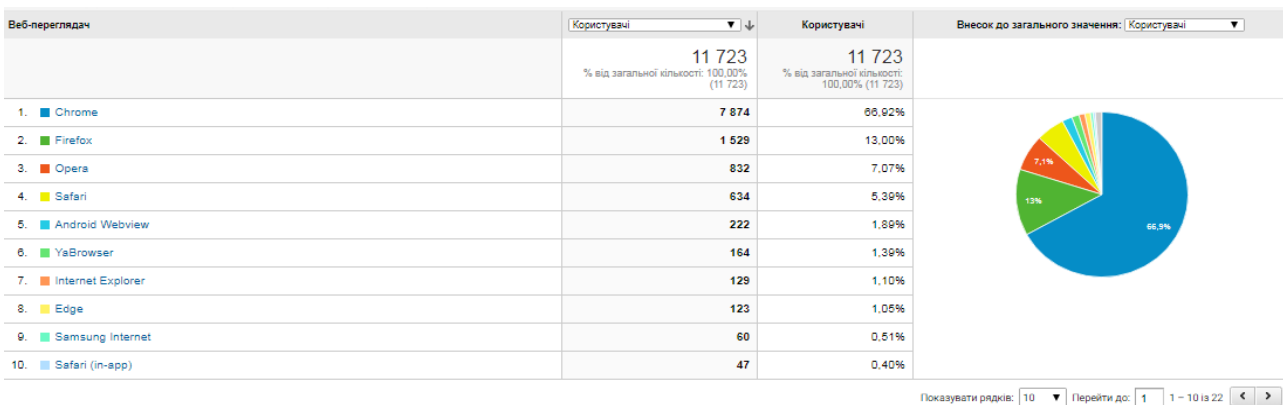 Веб-переглядач Користувачі Користувачі Внесок до загального значення: Користувачі
11 723 11 723
% від загальної кількості: 100,00% (11 723) % від загальної кількості: 100,00% (11 723)
1. Chrome 7 874 66,92%
2. Firefox 1 529 13,00%
3. Opera 832 7,07%
4. Safari 634 5,39%
5. Android Webview 222 1,89%
6. YaBrowser 164 1,39%
7. Internet Explorer 129 1,10%
8. Edge 123 1,05%
9. Samsung Internet 60 0,51%
10. Safari (in-app) 47 0,40%
7,1%
13%
66,9%
Показувати рядків: 10 Перейти до: 1 1 – 10 із 22